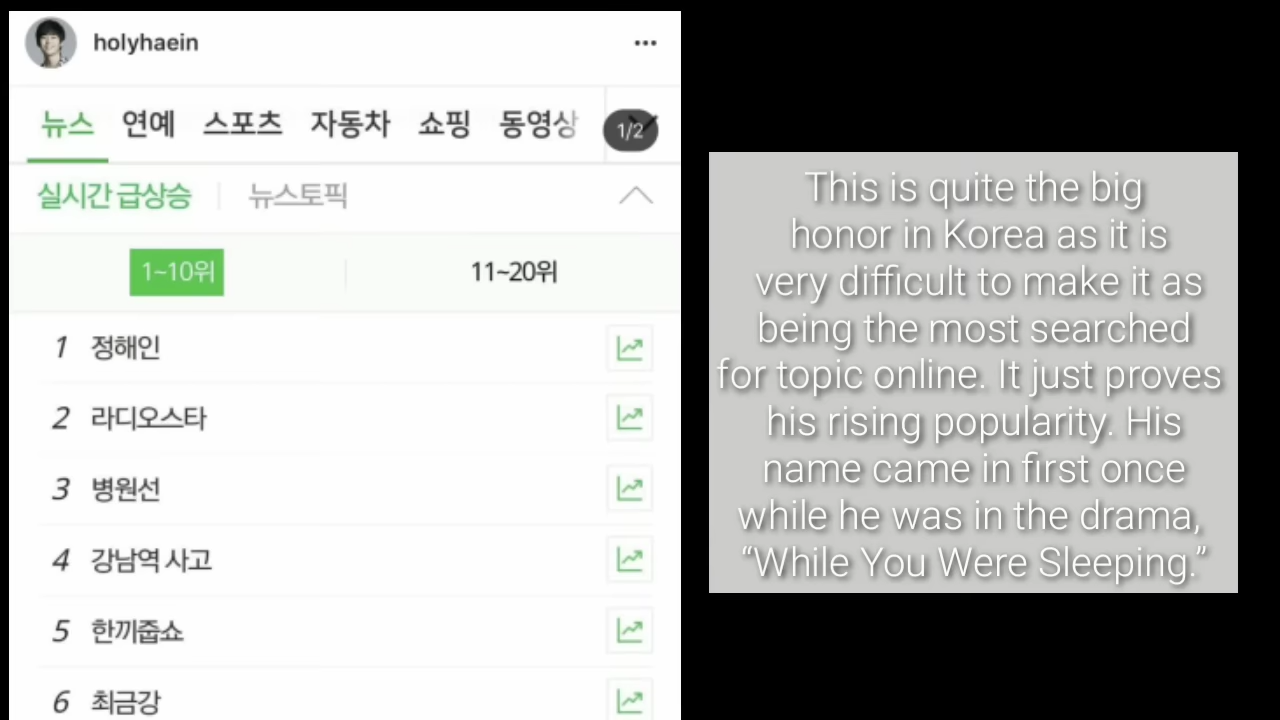 holyhaein
뉴스 연예 스포츠 자동차 쇼핑 동영상 1/2
실시간 급상승 뉴스토픽
1~10위 11~20위
1 정해인
2 라디오스타
3 병원선
4 강남역 사고
5 한끼줍쇼
6 최금강
This is quite the big
honor in Korea as it is
very difficult to make it as
being the most searched
for topic online. It just proves
his rising popularity. His
name came in first once
while he was in the drama,
“While You Were Sleeping.”